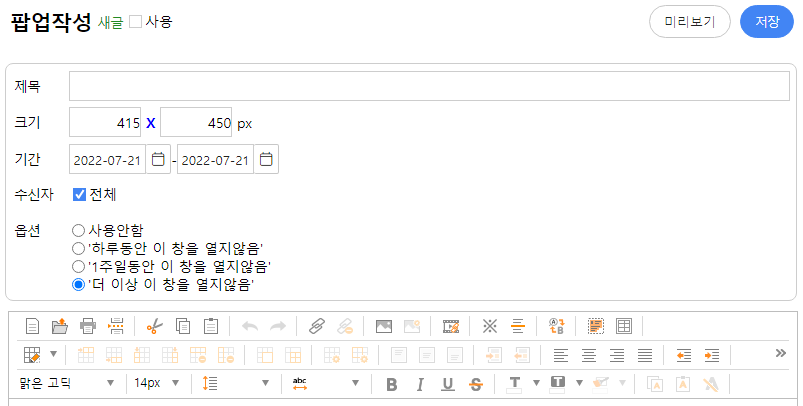 팝업작성 새글 사용 미리보기 저장
제목
크기 415 X 450 px
기간 2022-07-21 - 2022-07-21
수신자 전체
옵션 사용안함
'하루동안 이 창을 열지않음'
'1주일동안 이 창을 열지않음'
'더 이상 이 창을 열지않음'
맑은 고딕 14px abc B I U S T T